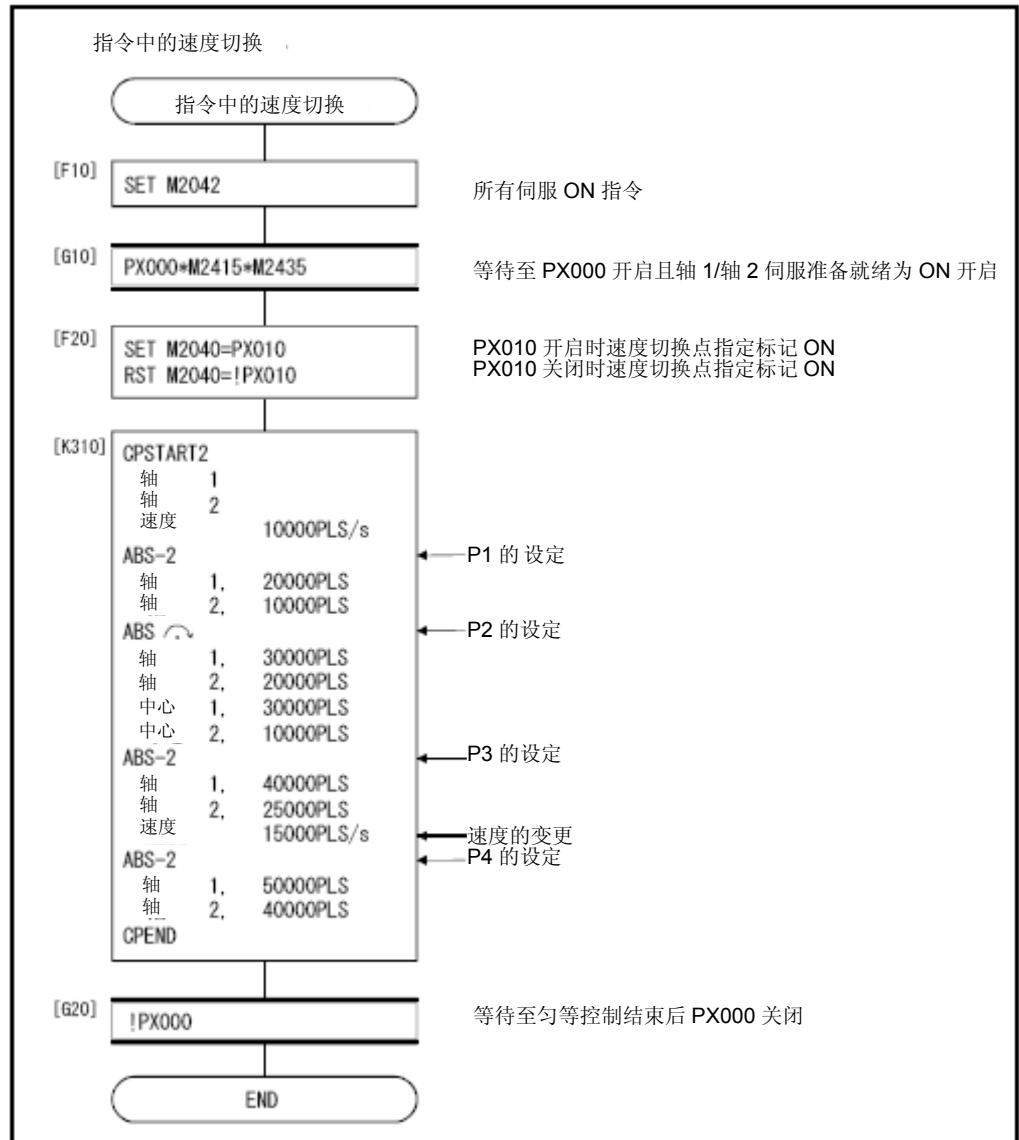 指令中的速度切换
指令中的速度切换
[F10]
SET M2042
所有伺服 ON 指令
[G10]
PX000*M2415*M2435
等待至 PX000 开启且轴 1/轴 2 伺服准备就绪为 ON 开启
[F20]
SET M2040=PX010
RST M2040=!PX010
PX010 开启时速度切换点指定标记 ON
PX010 关闭时速度切换点指定标记 ON
[K310]
CPSTART2
轴 1
轴 2
速度 10000PLS/s
ABS-2
P1 的 设定
轴 1, 20000PLS
轴 2, 10000PLS
ABS
P2 的设定
轴 1, 30000PLS
轴 2, 20000PLS
中心 1, 30000PLS
中心 2, 10000PLS
ABS-2
P3 的设定
轴 1, 40000PLS
轴 2, 25000PLS
速度 15000PLS/s
速度的变更
ABS-2
P4 的设定
轴 1, 50000PLS
轴 2, 40000PLS
CPEND
[G20]
!PX000
等待至匀等控制结束后 PX000 关闭
END